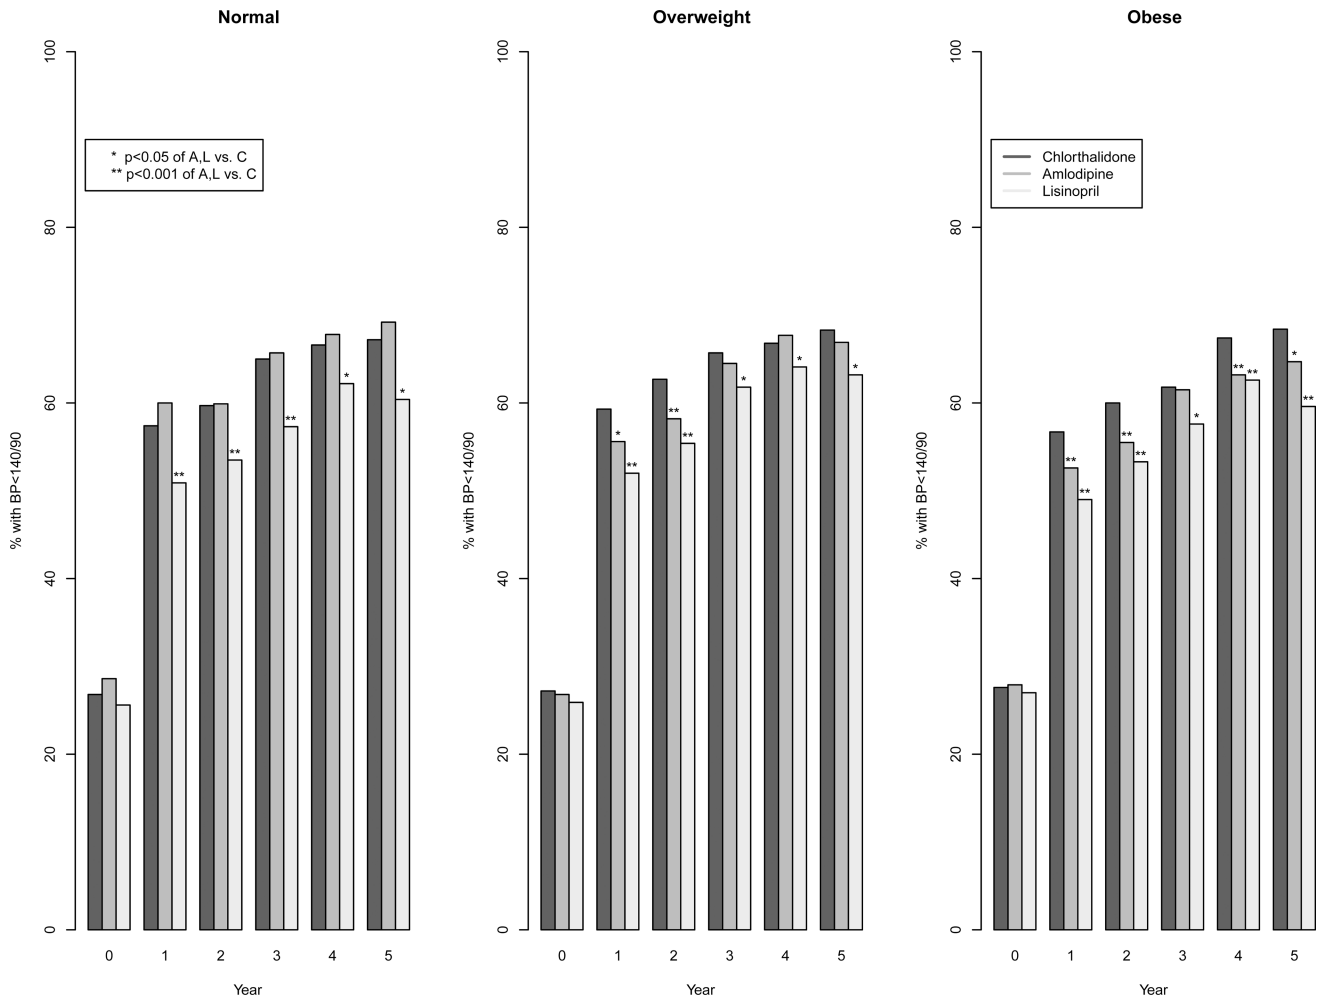 Normal
Overweight
Obese
100
80
60
40
20
0
% with BP<140/90
* p<0.05 of A,L vs. C
** p<0.001 of A,L vs. C
**
**
**
*
*
0 1 2 3 4 5
Year
100
80
60
40
20
0
% with BP<140/90
*
**
**
**
*
*
*
0 1 2 3 4 5
Year
100
80
60
40
20
0
% with BP<140/90
Chlorthalidone
Amlodipine
Lisinopril
**
**
**
**
*
** **
*
**
0 1 2 3 4 5
Year